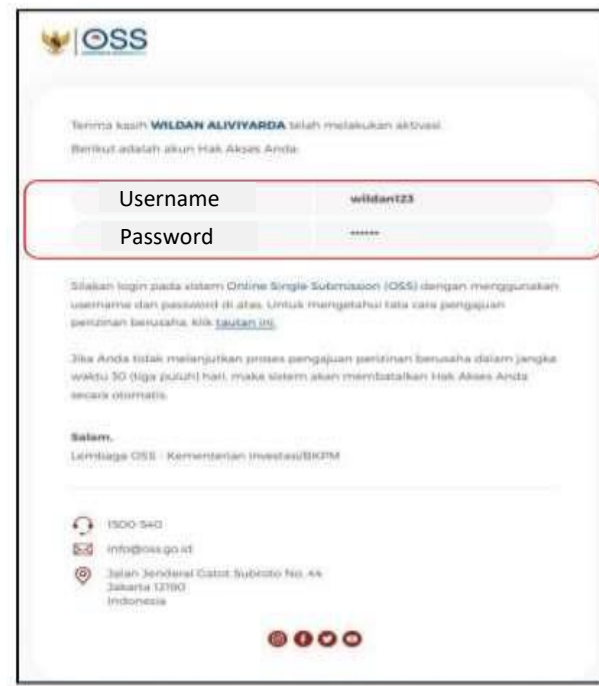 OSS
Terima kasih WILDAN ALIVIYARDA telah melakukan aktivasi.
Berikut adalah akun Hak Akses Anda:
Username wildan123
Password ******
Silakan login pada sistem Online Single Submission (OSS) dengan menggunakan
username dan password di atas. Untuk mengetahui tata cara pengajuan
perizinan berusaha, klik tautan ini.
Jika Anda tidak melanjutkan proses pengajuan perizinan berusaha dalam jangka
waktu 30 (tiga puluh) hari, maka sistem akan membatalkan Hak Akses Anda
secara otomatis.
Salam,
Lembaga OSS - Kementerian Investasi/BKPM
1500 540
info@oss.go.id
Jalan Jenderal Gatot Subroto No. 44
Jakarta 12190
Indonesia